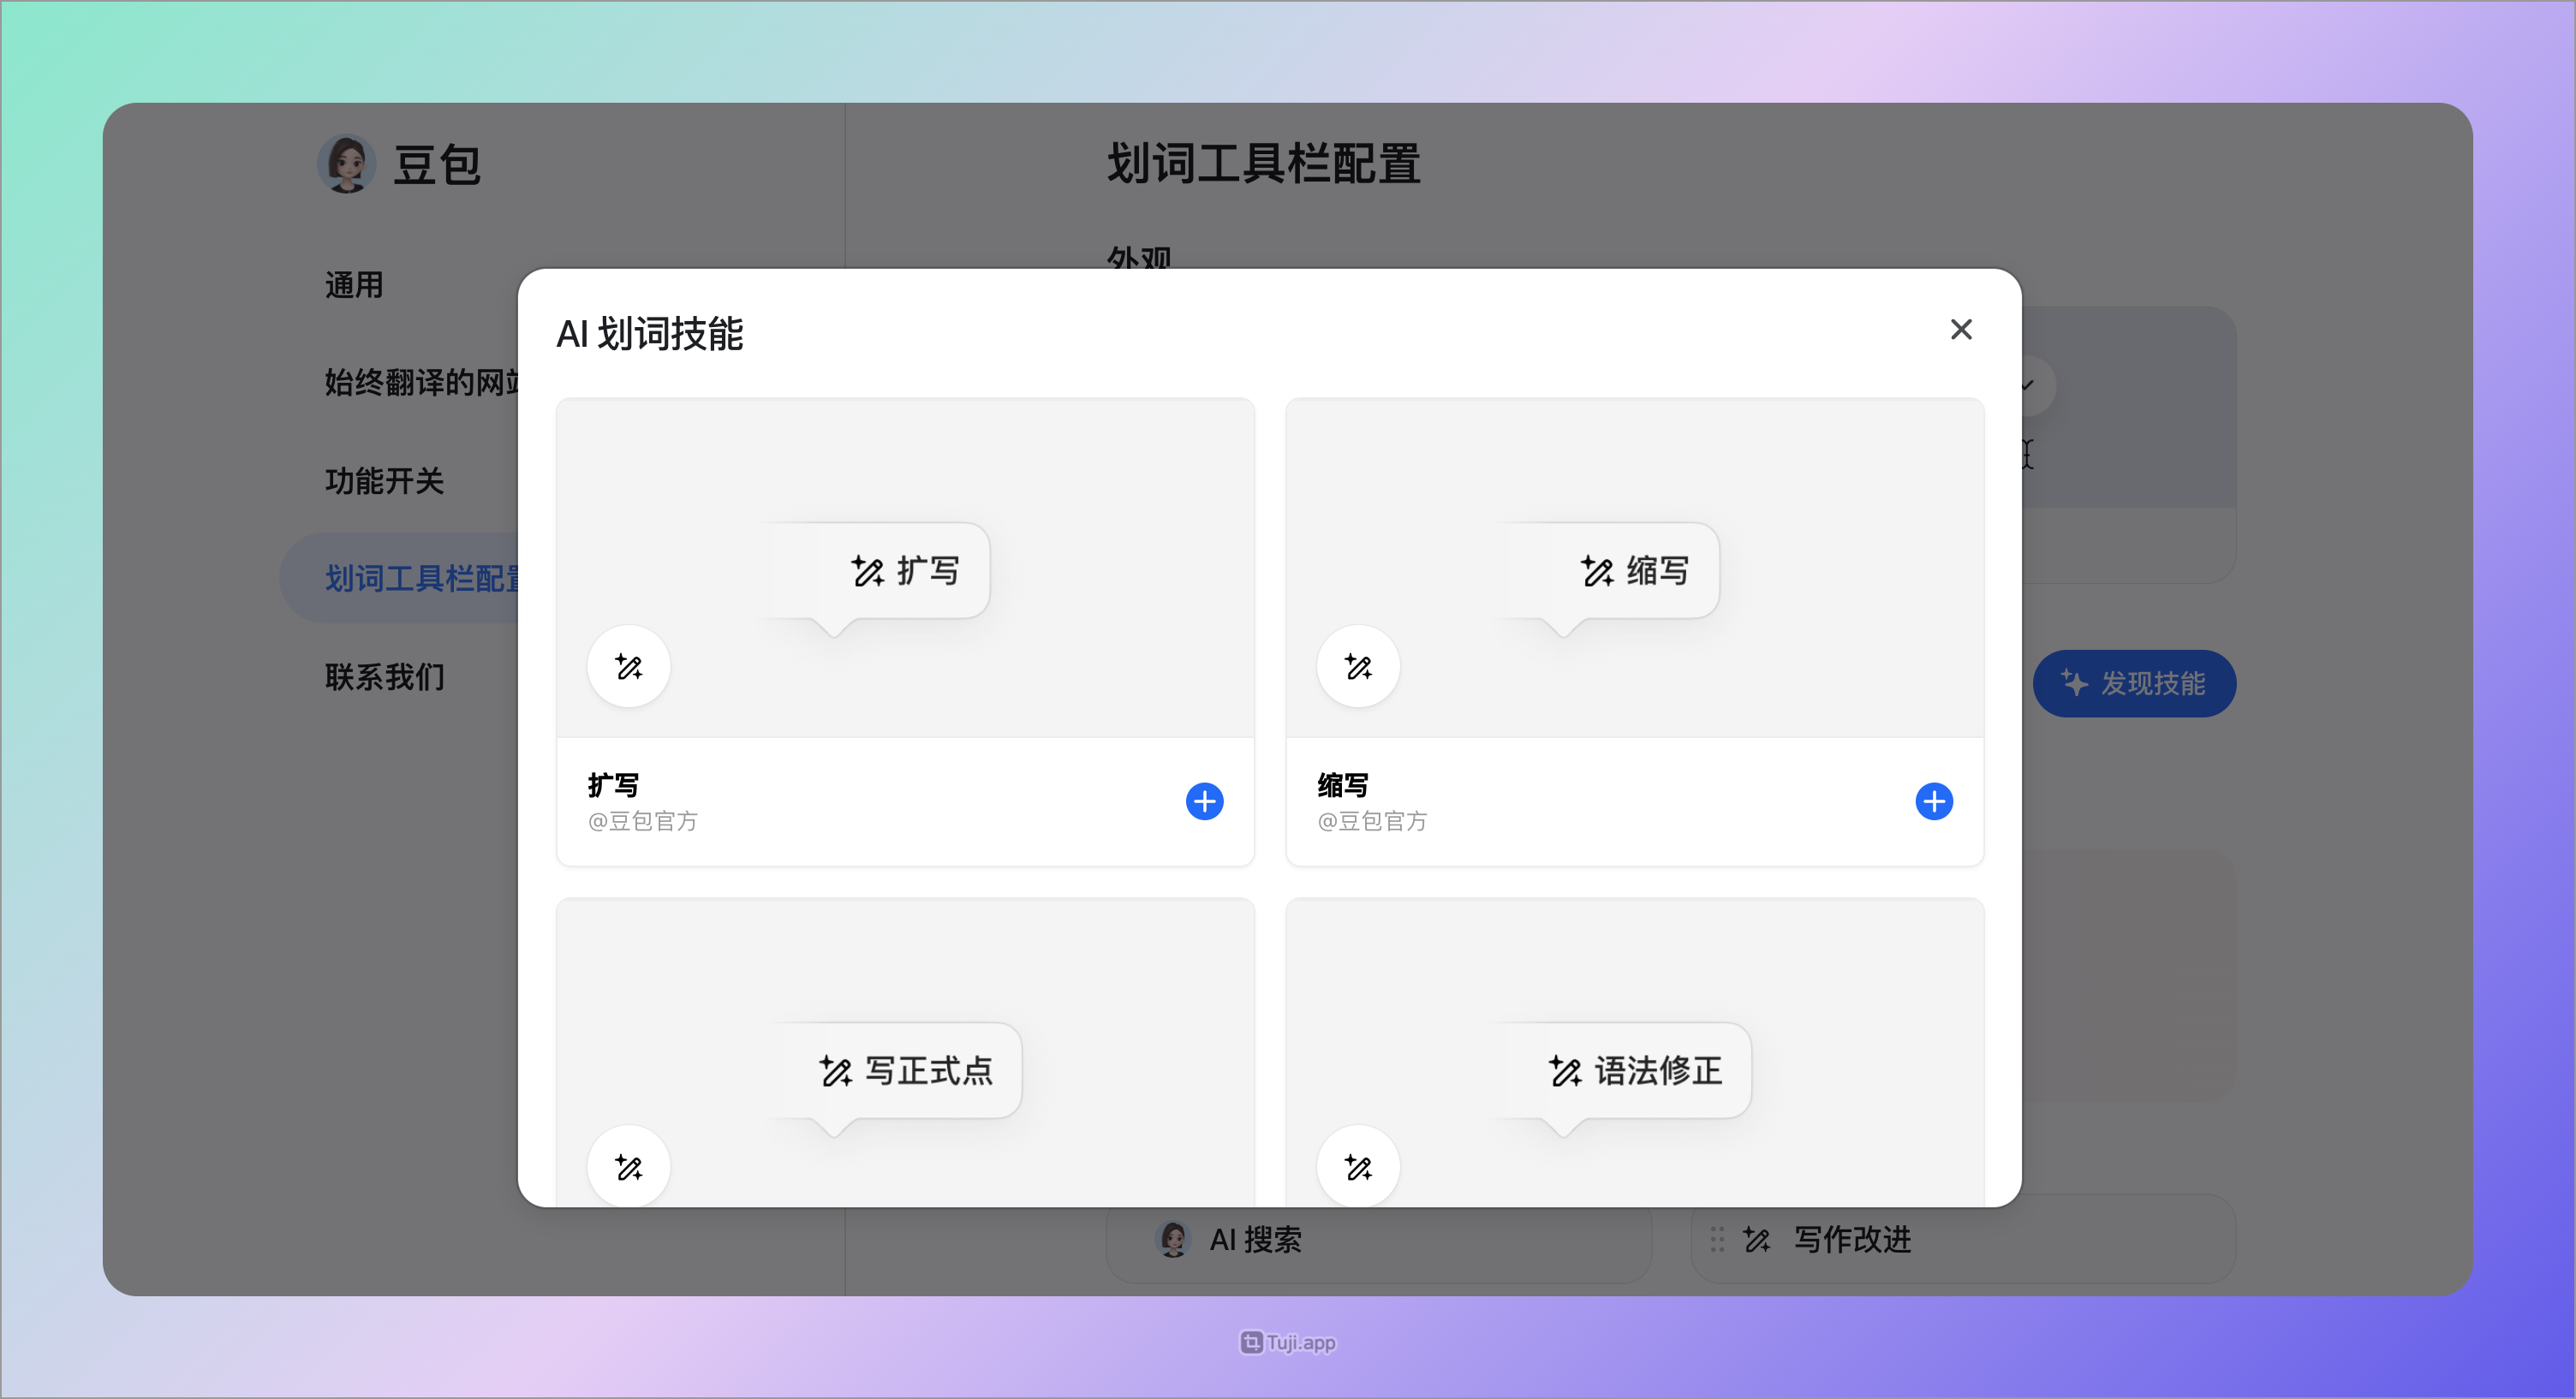 豆包
通用
始终翻译的网站
功能开关
划词工具栏配置
联系我们
划词工具栏配置
外观
发现技能
AI 划词技能
扩写
扩写
@豆包官方
缩写
缩写
@豆包官方
写正式点
语法修正
AI 搜索
写作改进
Tuji.app